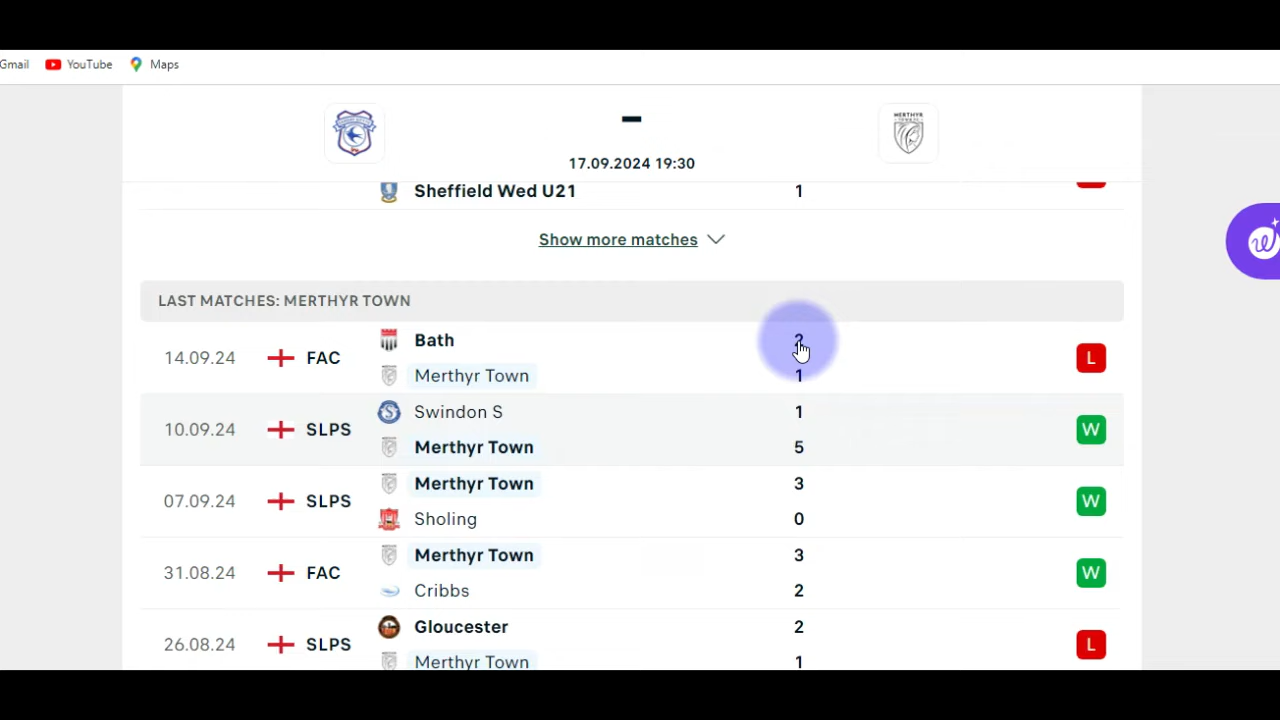 Gmail YouTube Maps
MERTHYR
17.09.2024 19:30
Sheffield Wed U21 1
Show more matches
LAST MATCHES: MERTHYR TOWN
14.09.24 FAC Bath L
Merthyr Town 1
10.09.24 SLPS Swindon S 1 W
Merthyr Town 5
07.09.24 SLPS Merthyr Town 3 W
Sholing 0
31.08.24 FAC Merthyr Town 3 W
Cribbs 2
26.08.24 SLPS Gloucester 2 L
Merthyr Town 1